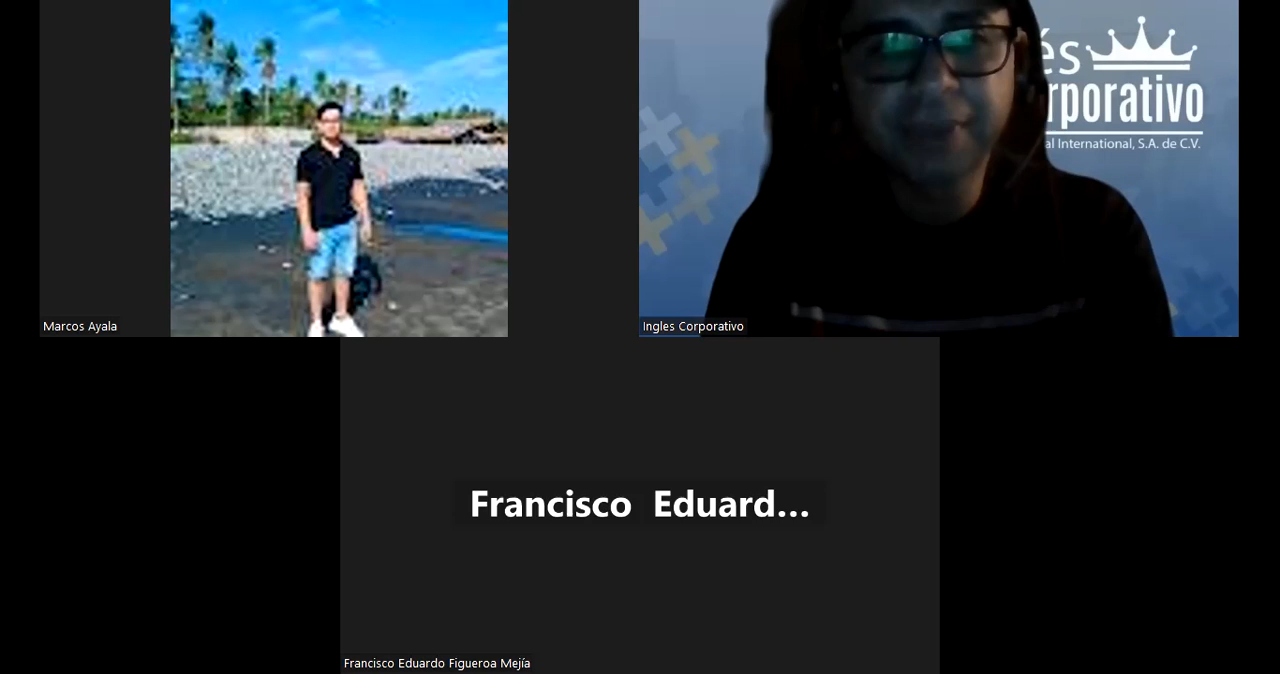 és
rporativo
al International, S.A. de C.V.
Marcos Ayala
Ingles Corporativo
Francisco Eduard...
Francisco Eduardo Figueroa Mejía